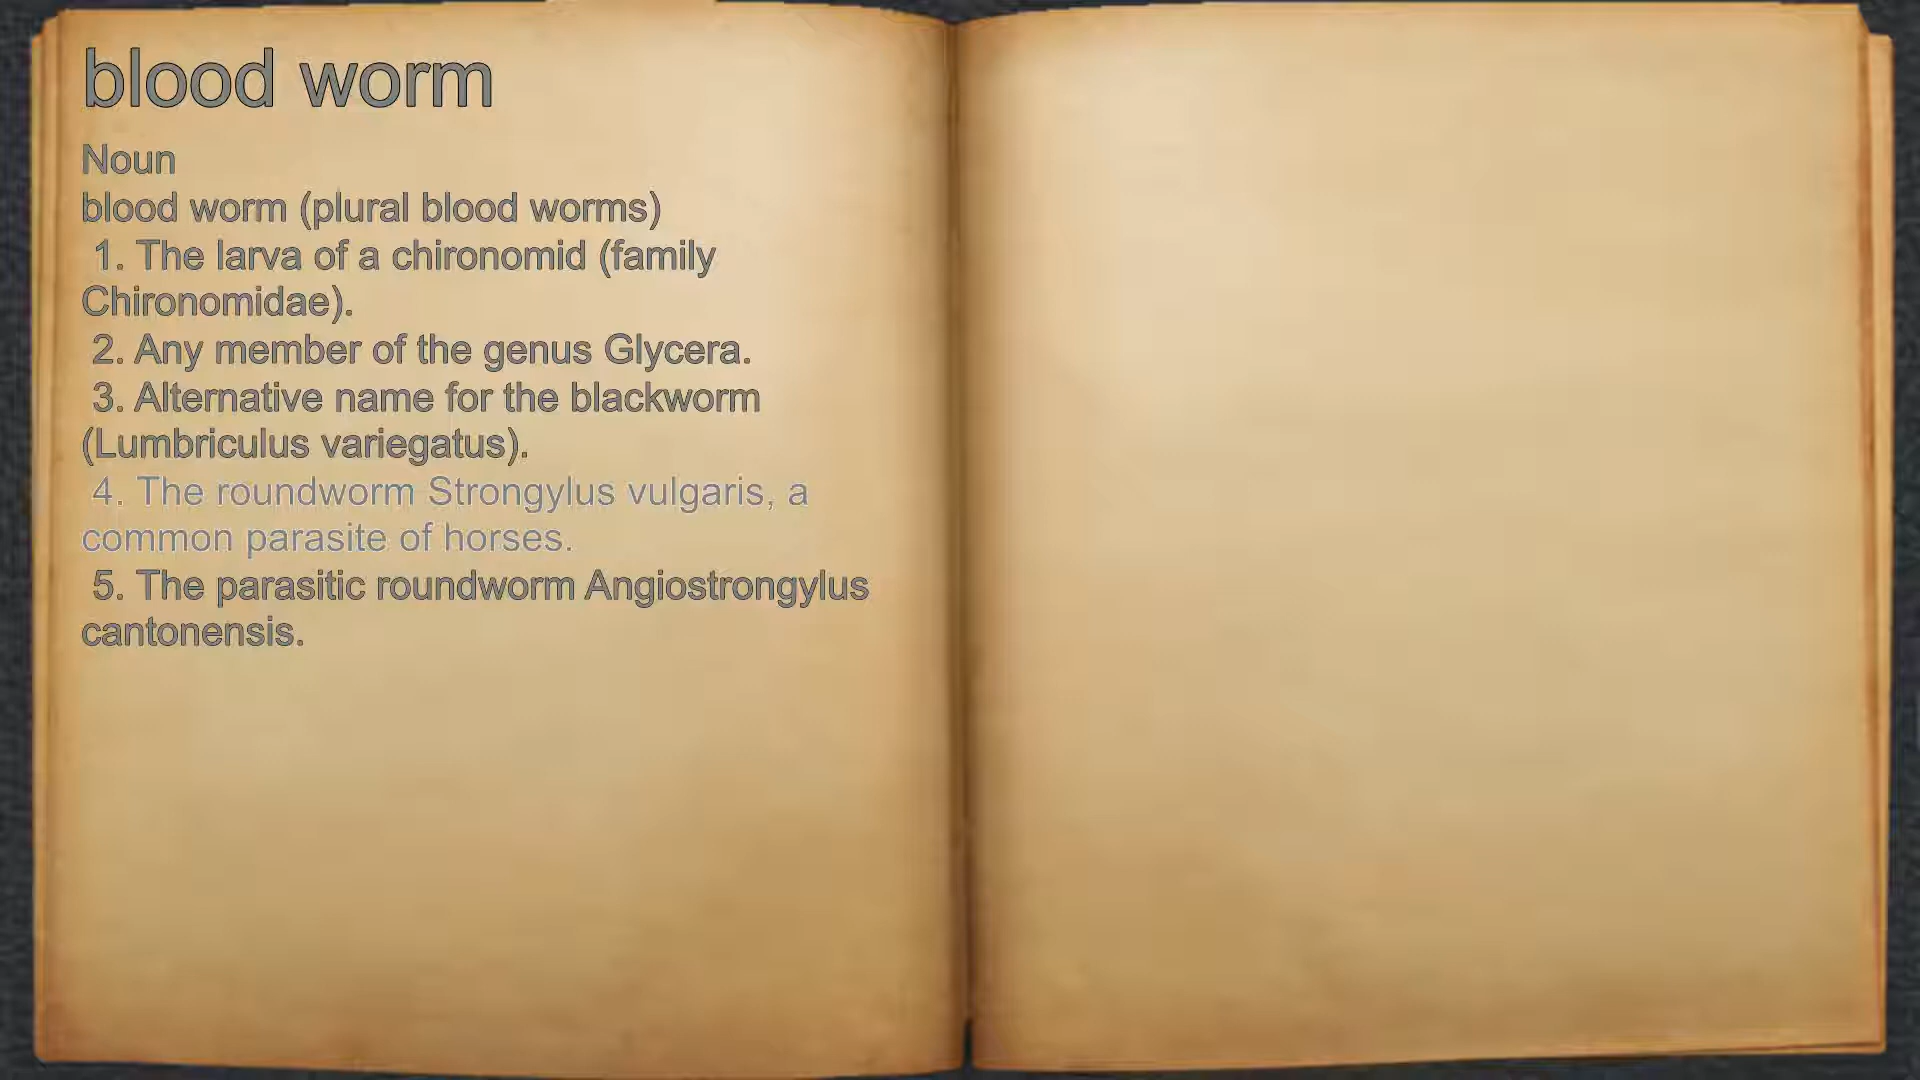 blood worm
Noun
blood worm (plural blood worms)
1. The larva of a chironomid (family
Chironomidae).
2. Any member of the genus Glycera.
3. Alternative name for the blackworm
(Lumbriculus variegatus).
4. The roundworm Strongylus vulgaris, a
common parasite of horses.
5. The parasitic roundworm Angiostrongylus
cantonensis.